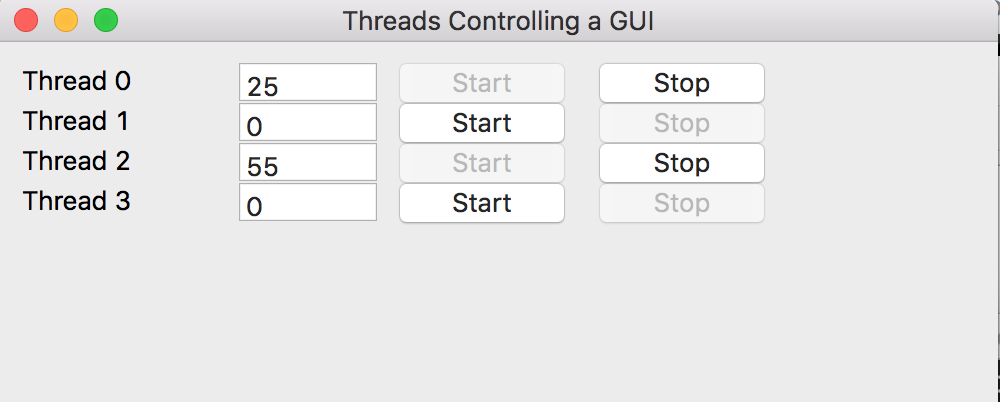 Threads Controlling a GUI
Thread 0 25 Start Stop
Thread 1 0 Start Stop
Thread 2 55 Start Stop
Thread 3 0 Start Stop